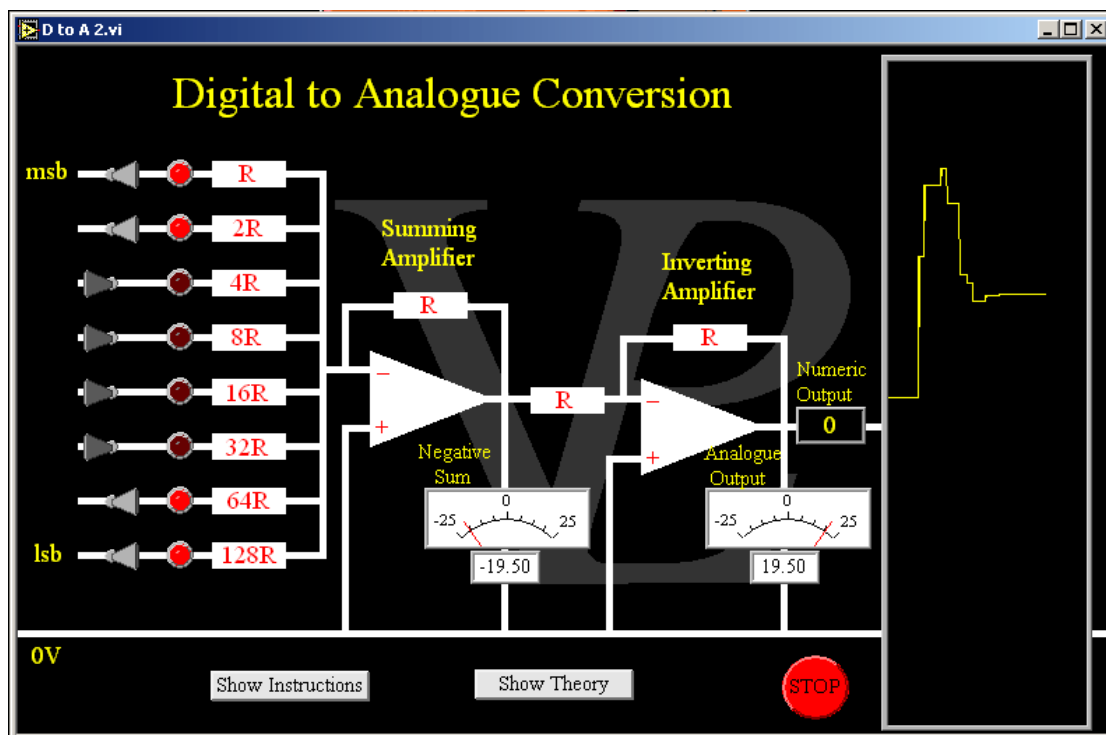 D to A 2.vi
Digital to Analogue Conversion
msb
R
2R
4R
8R
16R
32R
64R
lsb
128R
Summing
Amplifier
R
−
+
Negative
Sum
-25
0
25
-19.50
R
Inverting
Amplifier
R
−
+
Numeric
Output
0
Analogue
Output
-25
0
25
19.50
VP
0V
Show Instructions
Show Theory
STOP